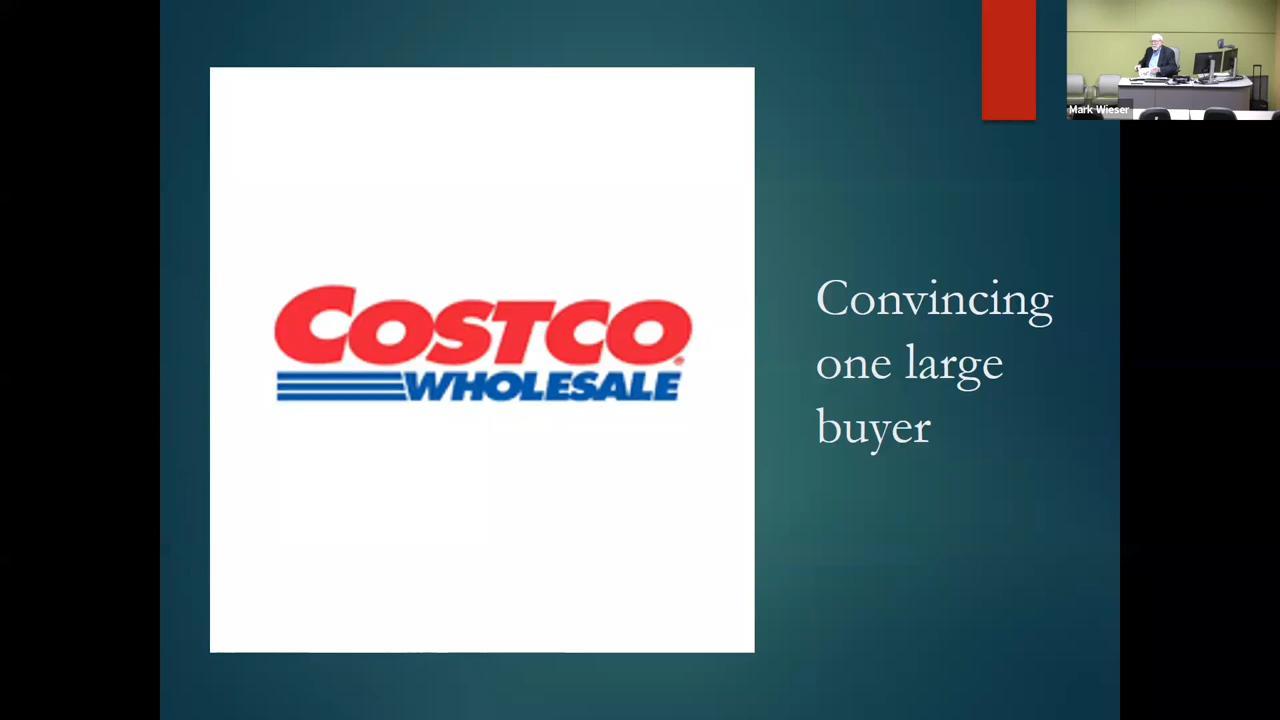 COSTCO
WHOLESALE
Convincing
one large
buyer
Mark Wieser